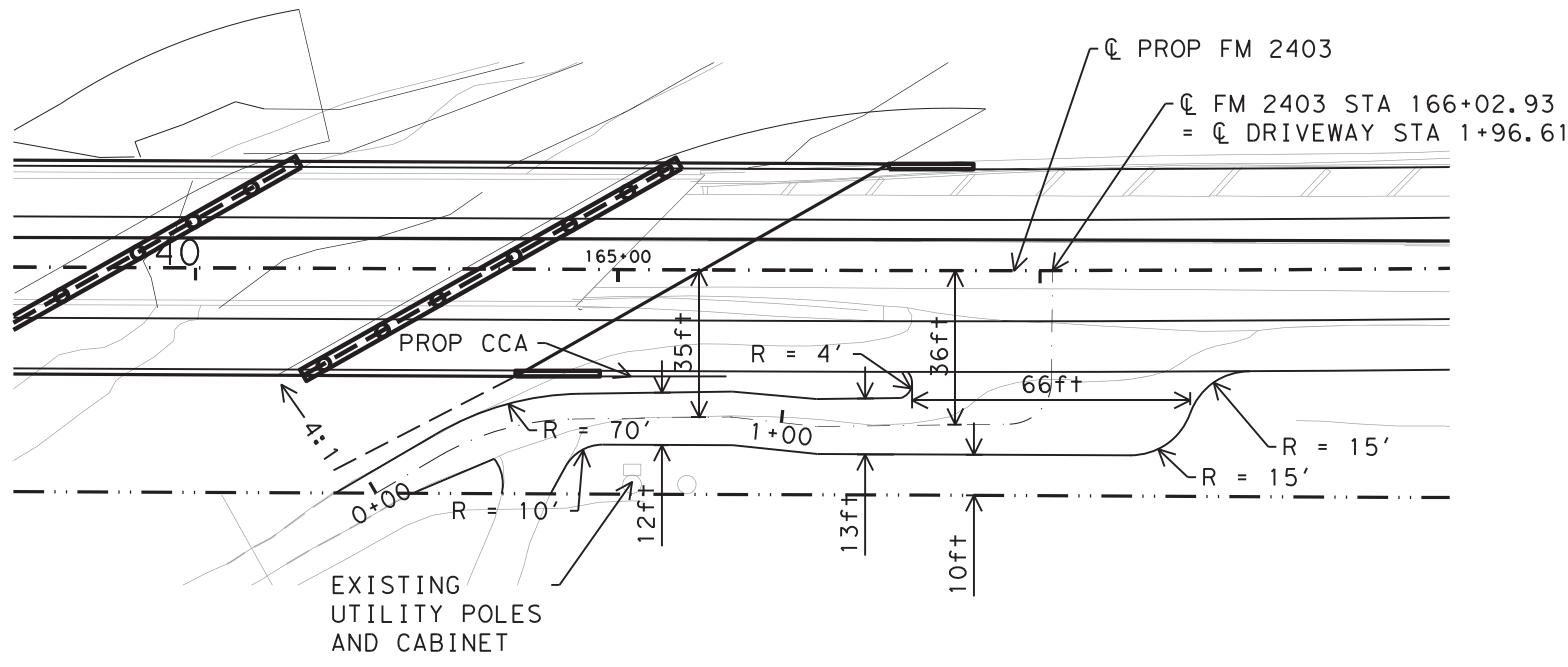 ℄ PROP FM 2403
℄ FM 2403 STA 166+02.93
= ℄ DRIVEWAY STA 1+96.61
40
165+00
PROP CCA
35ft
R = 4'
36ft
66ft
4:1
R = 70'
1+00
R = 15'
R = 15'
0+00
R = 10'
12ft
13ft
10ft
EXISTING
UTILITY POLES
AND CABINET